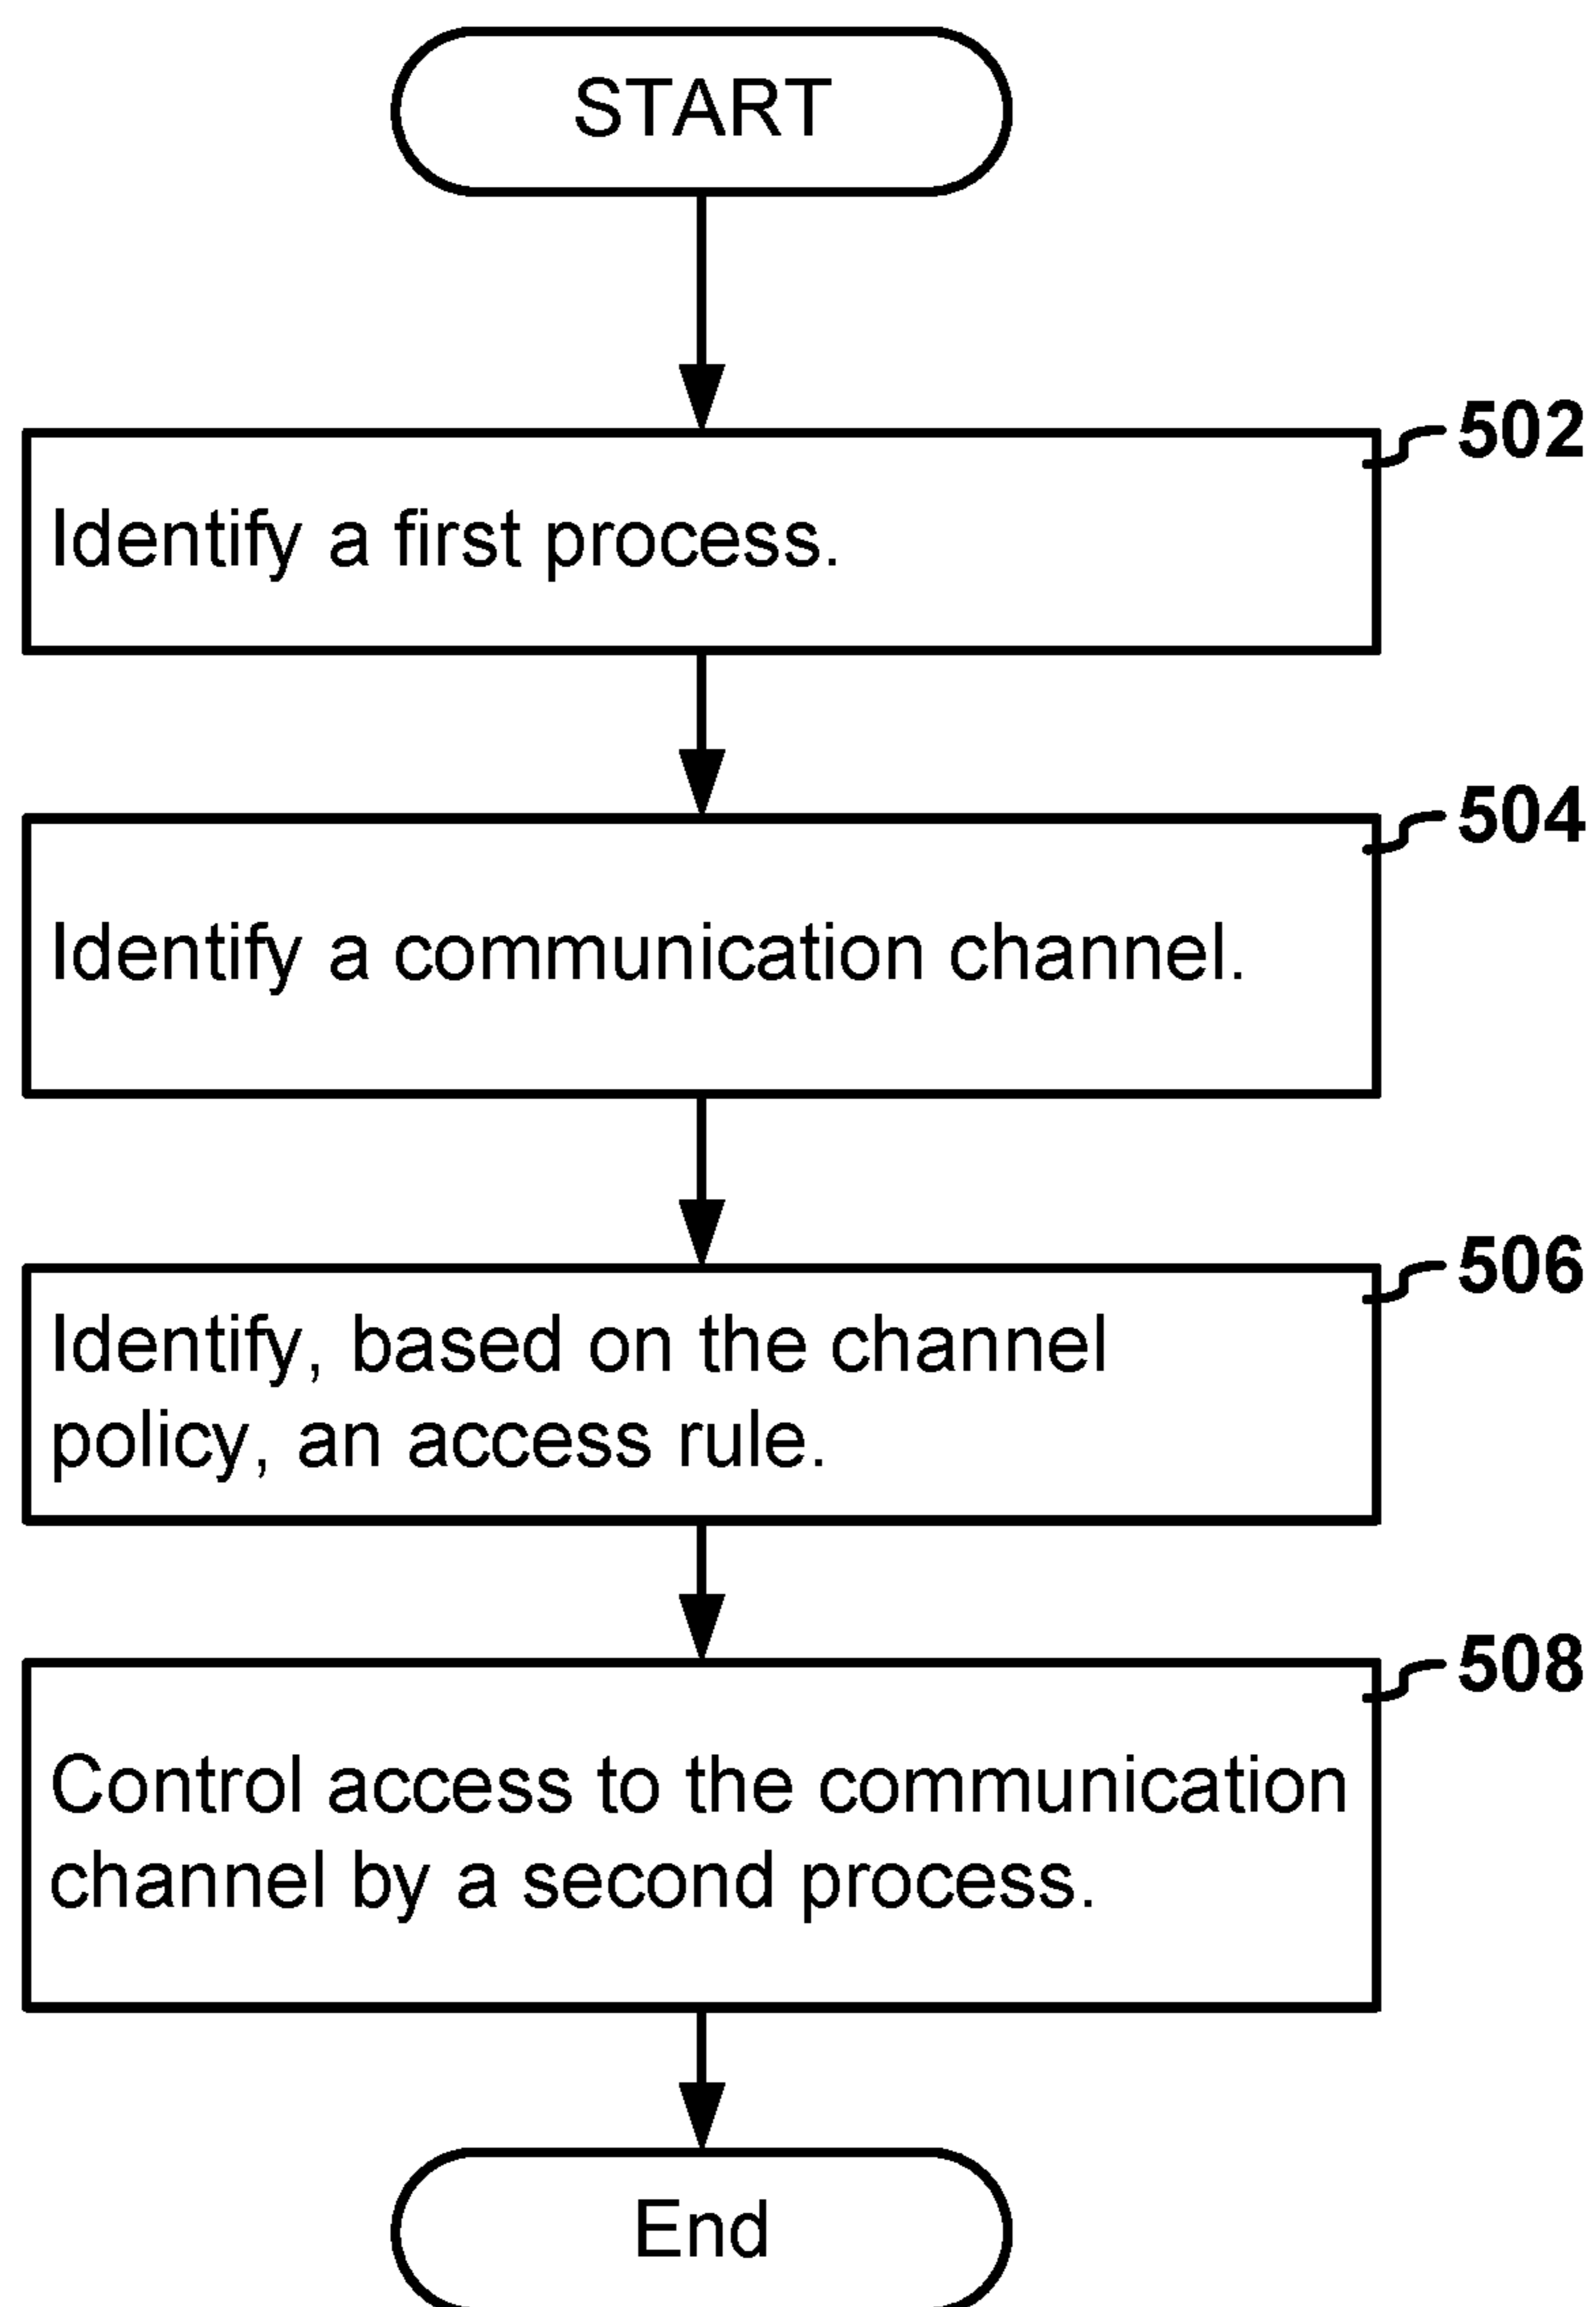 START
502
Identify a first process.
504
Identify a communication channel.
506
Identify, based on the channel
policy, an access rule.
508
Control access to the communication
channel by a second process.
End